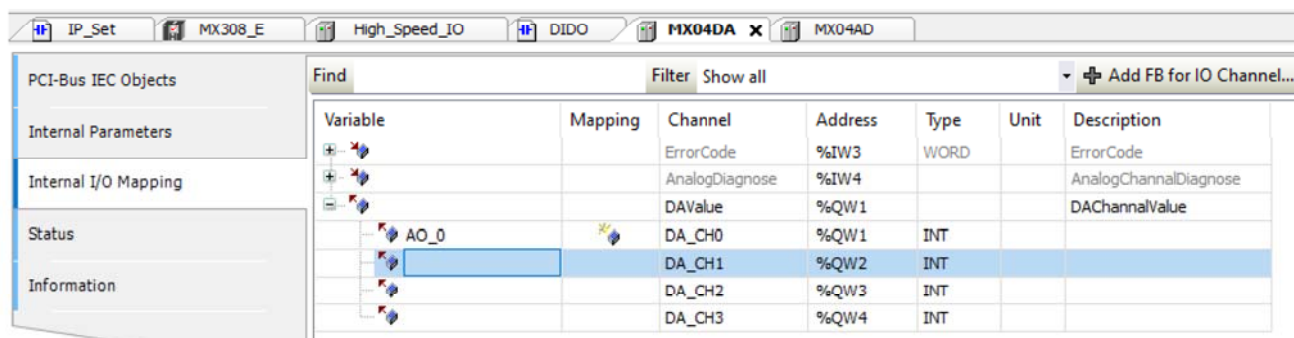 IP_Set MX308_E High_Speed_IO DIDO MX04DA X MX04AD
PCI-Bus IEC Objects
Internal Parameters
Internal I/O Mapping
Status
Information
Find Filter Show all Add FB for IO Channel...
Variable Mapping Channel Address Type Unit Description
ErrorCode %IW3 WORD ErrorCode
AnalogDiagnose %IW4 AnalogChannalDiagnose
DAValue %QW1 DAChannalValue
AO_0 DA_CH0 %QW1 INT
DA_CH1 %QW2 INT
DA_CH2 %QW3 INT
DA_CH3 %QW4 INT